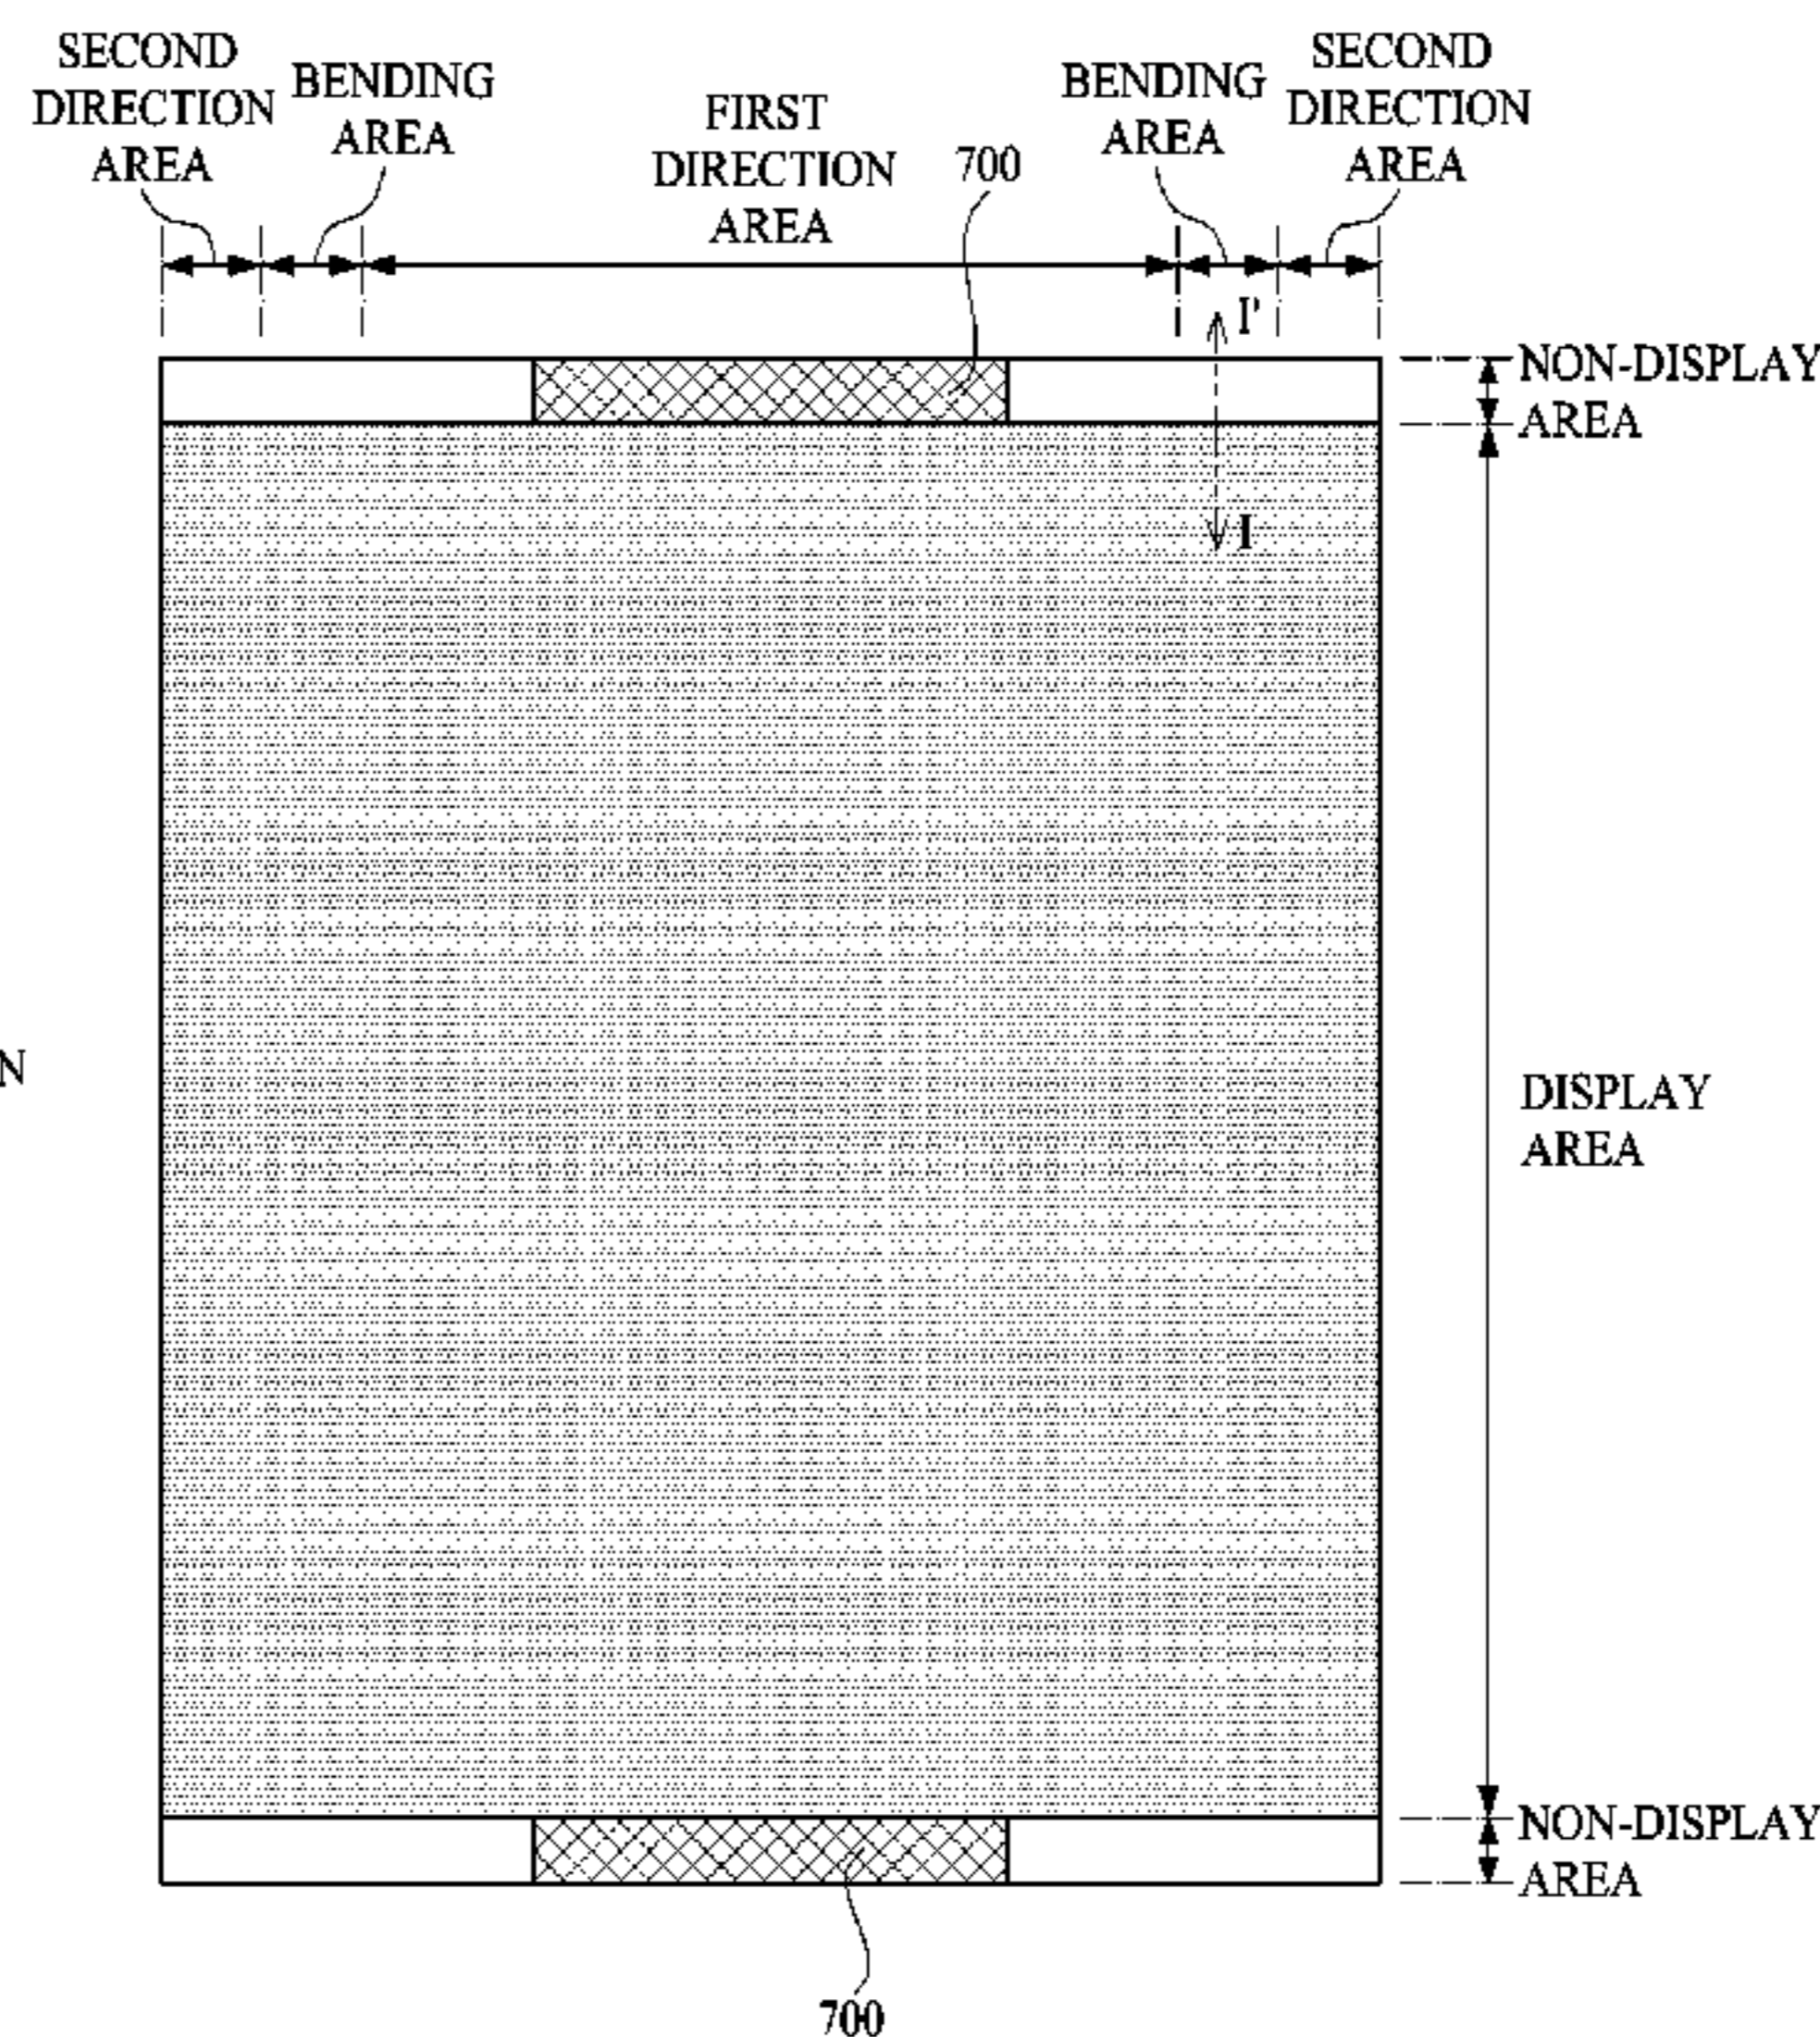 SECOND
DIRECTION
AREA
BENDING
AREA
FIRST
DIRECTION
AREA
700
BENDING
AREA
SECOND
DIRECTION
AREA
I'
NON-DISPLAY
AREA
I
N
DISPLAY
AREA
NON-DISPLAY
AREA
700